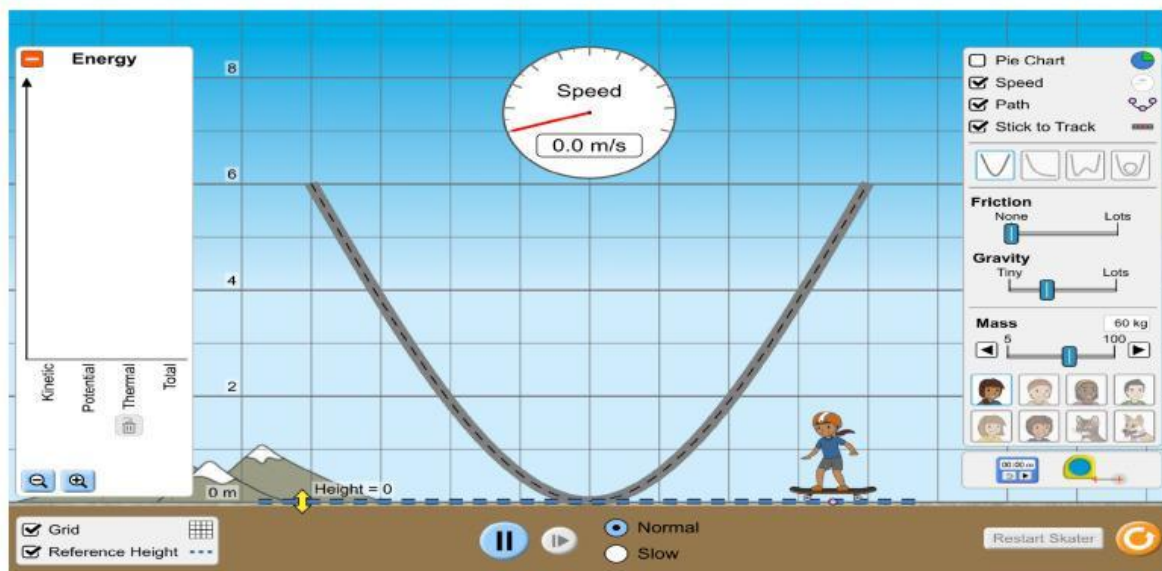 Energy
Kinetic
Potential
Thermal
Total
8
6
4
2
0 m
Height = 0
Speed
0.0 m/s
Pie Chart
Speed
Path
Stick to Track
Friction
None Lots
Gravity
Tiny Lots
Mass 60 kg
5 100
Grid
Reference Height
Normal
Slow
Restart Skater